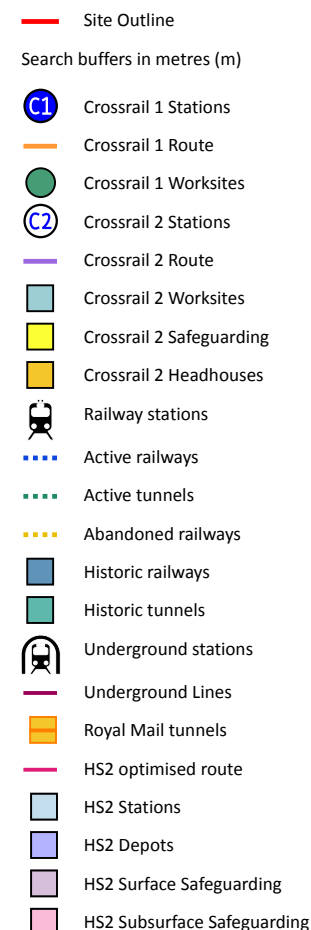 Site Outline
Search buffers in metres (m)
C1 Crossrail 1 Stations
Crossrail 1 Route
Crossrail 1 Worksites
C2 Crossrail 2 Stations
Crossrail 2 Route
Crossrail 2 Worksites
Crossrail 2 Safeguarding
Crossrail 2 Headhouses
Railway stations
Active railways
Active tunnels
Abandoned railways
Historic railways
Historic tunnels
Underground stations
Underground Lines
Royal Mail tunnels
HS2 optimised route
HS2 Stations
HS2 Depots
HS2 Surface Safeguarding
HS2 Subsurface Safeguarding